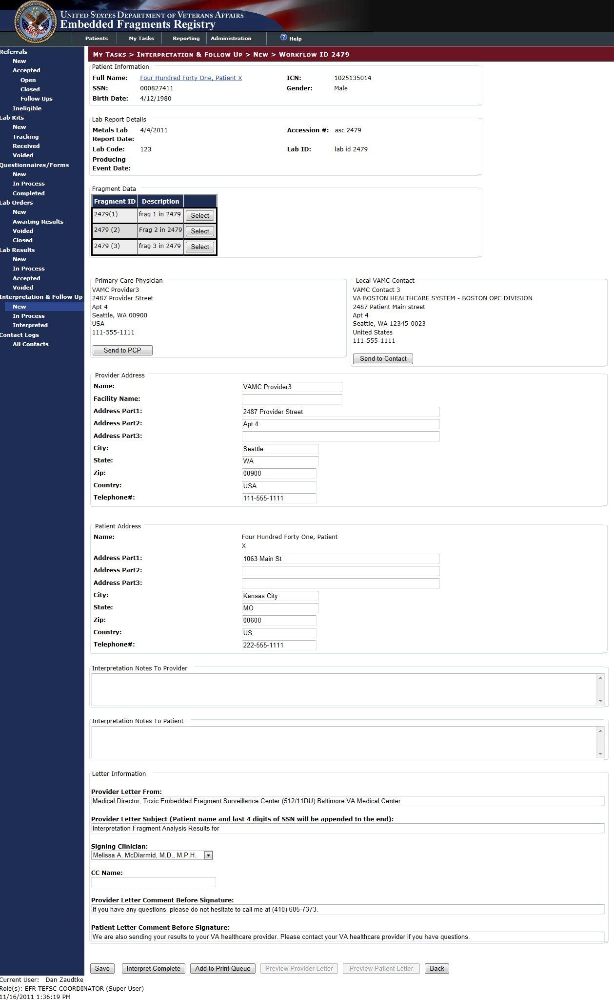 UNITED STATES DEPARTMENT OF VETERANS AFFAIRS
Embedded Fragments Registry
Patients My Tasks Reporting Administration ? Help
MY TASKS > INTERPRETATION & FOLLOW UP > NEW > WORKFLOW ID 2479
Referrals
New
Accepted
Open
Closed
Follow Ups
Ineligible
Lab Kits
New
Tracking
Received
Voided
Questionnaires/Forms
New
In Process
Completed
Lab Orders
New
Awaiting Results
Voided
Closed
Lab Results
New
In Process
Accepted
Voided
Interpretation & Follow Up
New
In Process
Interpreted
Contact Logs
All Contacts
Patient Information
Full Name: Four Hundred Forty One, Patient X ICN: 1025135014
SSN: 000827411 Gender: Male
Birth Date: 4/12/1980
Lab Report Details
Metals Lab 4/4/2011 Accession #: asc 2479
Report Date:
Lab Code: 123 Lab ID: lab id 2479
Producing
Event Date:
Fragment Data
Fragment ID Description
2479(1) frag 1 in 2479 Select
2479 (2) Frag 2 in 2479 Select
2479 (3) frag 3 in 2479 Select
Primary Care Physician
VAMC Provider3
2487 Provider Street
Apt 4
Seattle, WA 00900
USA
111-555-1111
Send to PCP
Local VAMC Contact
VAMC Contact 3
VA BOSTON HEALTHCARE SYSTEM - BOSTON OPC DIVISION
2487 Patient Main street
Apt 4
Seattle, WA 12345-0023
United States
111-555-1111
Send to Contact
Provider Address
Name: VAMC Provider3
Facility Name:
Address Part1: 2487 Provider Street
Address Part2: Apt 4
Address Part3:
City: Seattle
State: WA
Zip: 00900
Country: USA
Telephone#: 111-555-1111
Patient Address
Name: Four Hundred Forty One, Patient
X
Address Part1: 1063 Main St
Address Part2:
Address Part3:
City: Kansas City
State: MO
Zip: 00600
Country: US
Telephone#: 222-555-1111
Interpretation Notes To Provider
Interpretation Notes To Patient
Letter Information
Provider Letter From:
Medical Director, Toxic Embedded Fragment Surveillance Center (512/11DU) Baltimore VA Medical Center
Provider Letter Subject (Patient name and last 4 digits of SSN will be appended to the end):
Interpretation Fragment Analysis Results for
Signing Clinician:
Melissa A. McDiarmid, M.D., M.P.H.
CC Name:
Provider Letter Comment Before Signature:
If you have any questions, please do not hesitate to call me at (410) 605-7373.
Patient Letter Comment Before Signature:
We are also sending your results to your VA healthcare provider. Please contact your VA healthcare provider if you have questions.
Save Interpret Complete Add to Print Queue Preview Provider Letter Preview Patient Letter Back
Current User: Dan Zaudtke
Role(s): EFR TEFSC COORDINATOR (Super User)
11/16/2011 1:36:19 PM